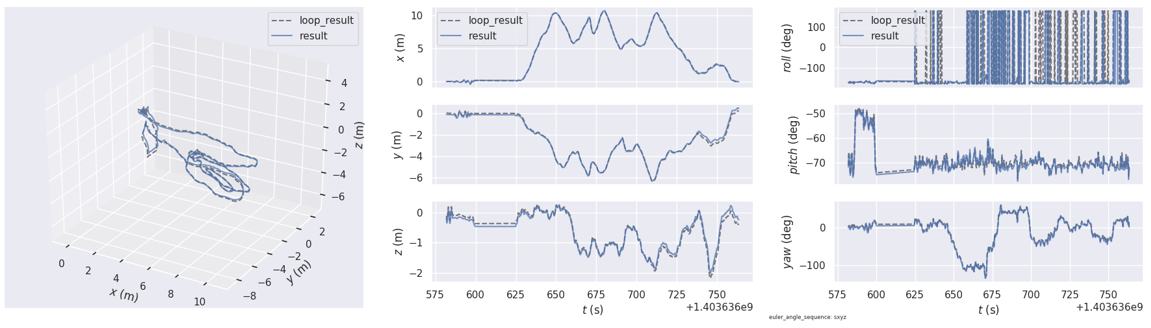 loop_result
result
4
2
0
−2
−4
−6
z (m)
2
0
−2
−4
−6
−8
y (m)
0
2
4
6
8
10
x (m)
loop_result
result
10
5
0
x (m)
0
−2
−4
−6
y (m)
0
−1
−2
z (m)
575 600 625 650 675 700 725 750
t (s)
+1.403636e9
loop_result
result
100
0
−100
roll (deg)
−50
−60
−70
pitch (deg)
0
−100
yaw (deg)
575 600 625 650 675 700 725 750
t (s)
+1.403636e9
euler_angle_sequence: sxyz